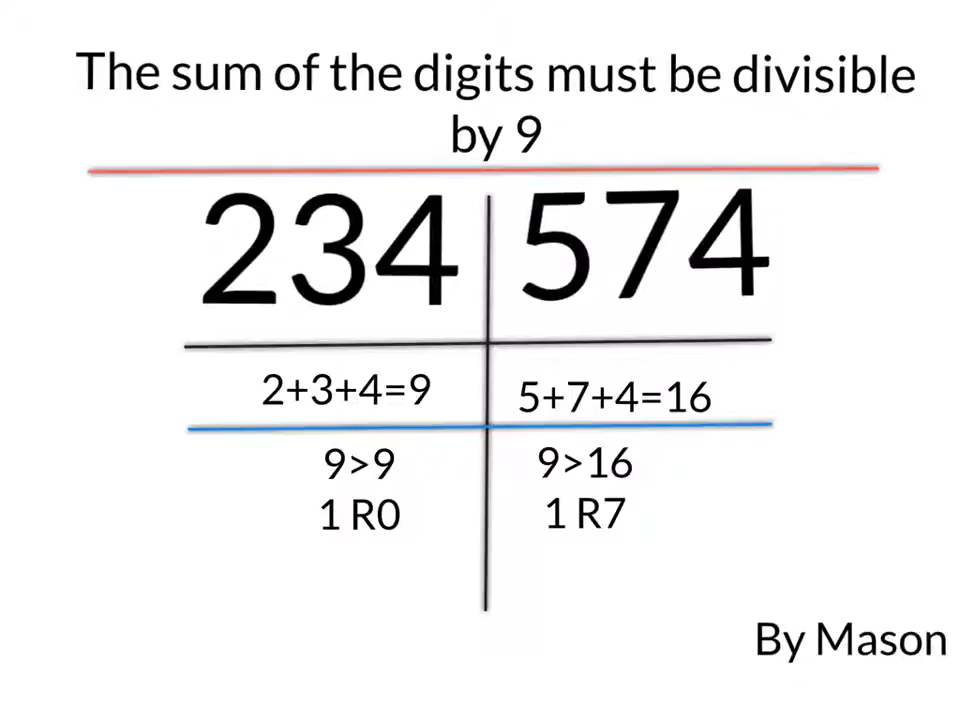 The sum of the digits must be divisible
by 9
234
574
2+3+4=9
5+7+4=16
9>9
1 R0
9>16
1 R7
By Mason